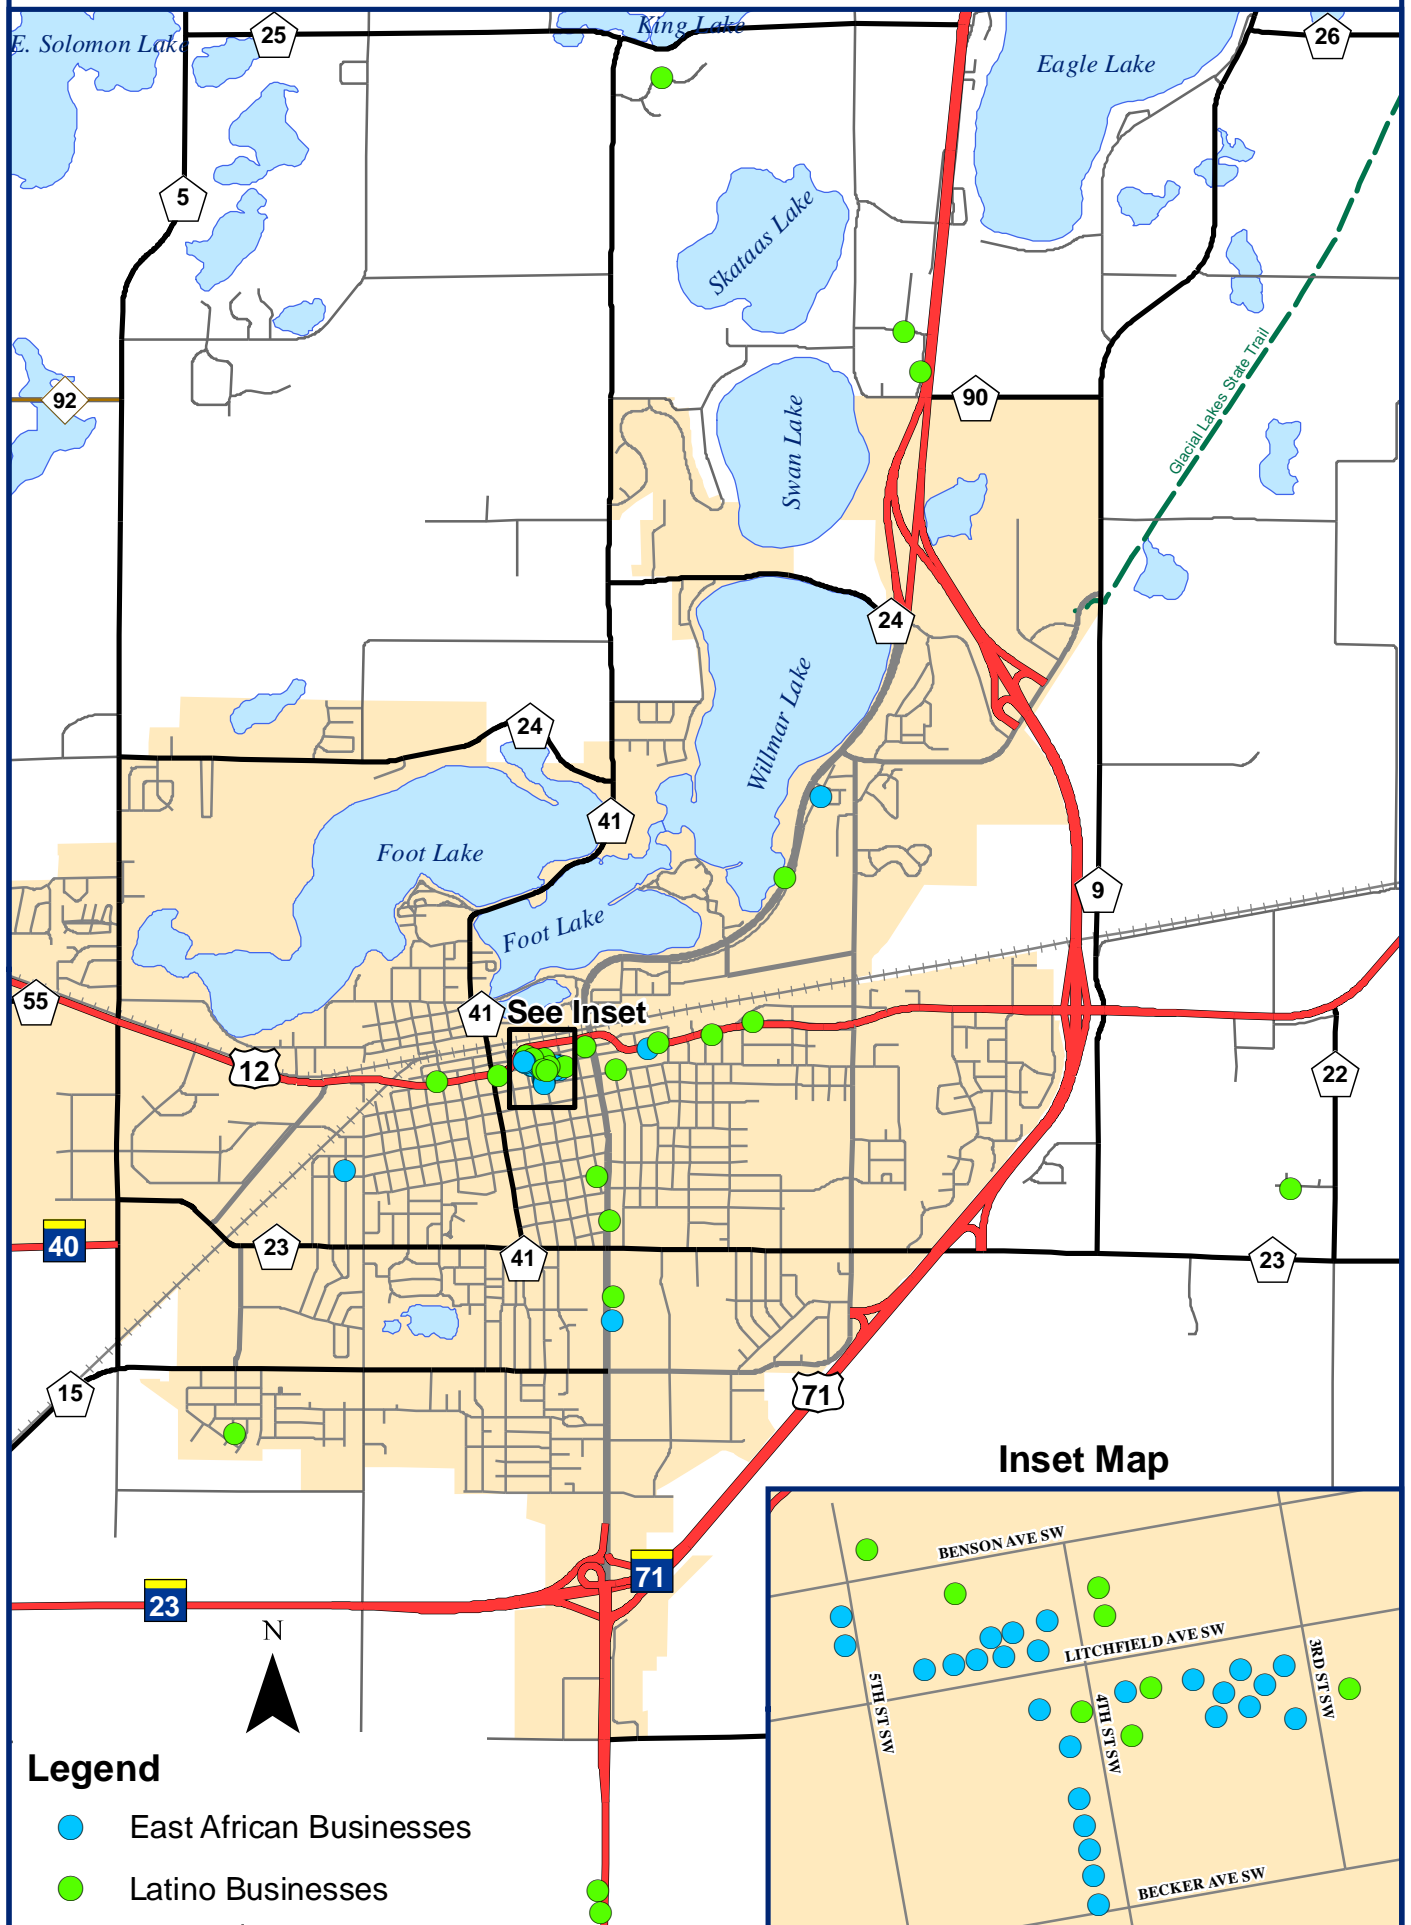 E. Solomon Lake
25
King Lake
Eagle Lake
26
5
Skataas Lake
92
90
Swan Lake
Glacial Lakes State Trail
24
24
Willmar Lake
41
Foot Lake
9
Foot Lake
55
41
See Inset
12
22
40
23
41
23
15
71
Inset Map
71
23
N
BENSON AVE SW
LITCHFIELD AVE SW
5TH ST SW
4TH ST SW
3RD ST SW
BECKER AVE SW
Legend
East African Businesses
Latino Businesses